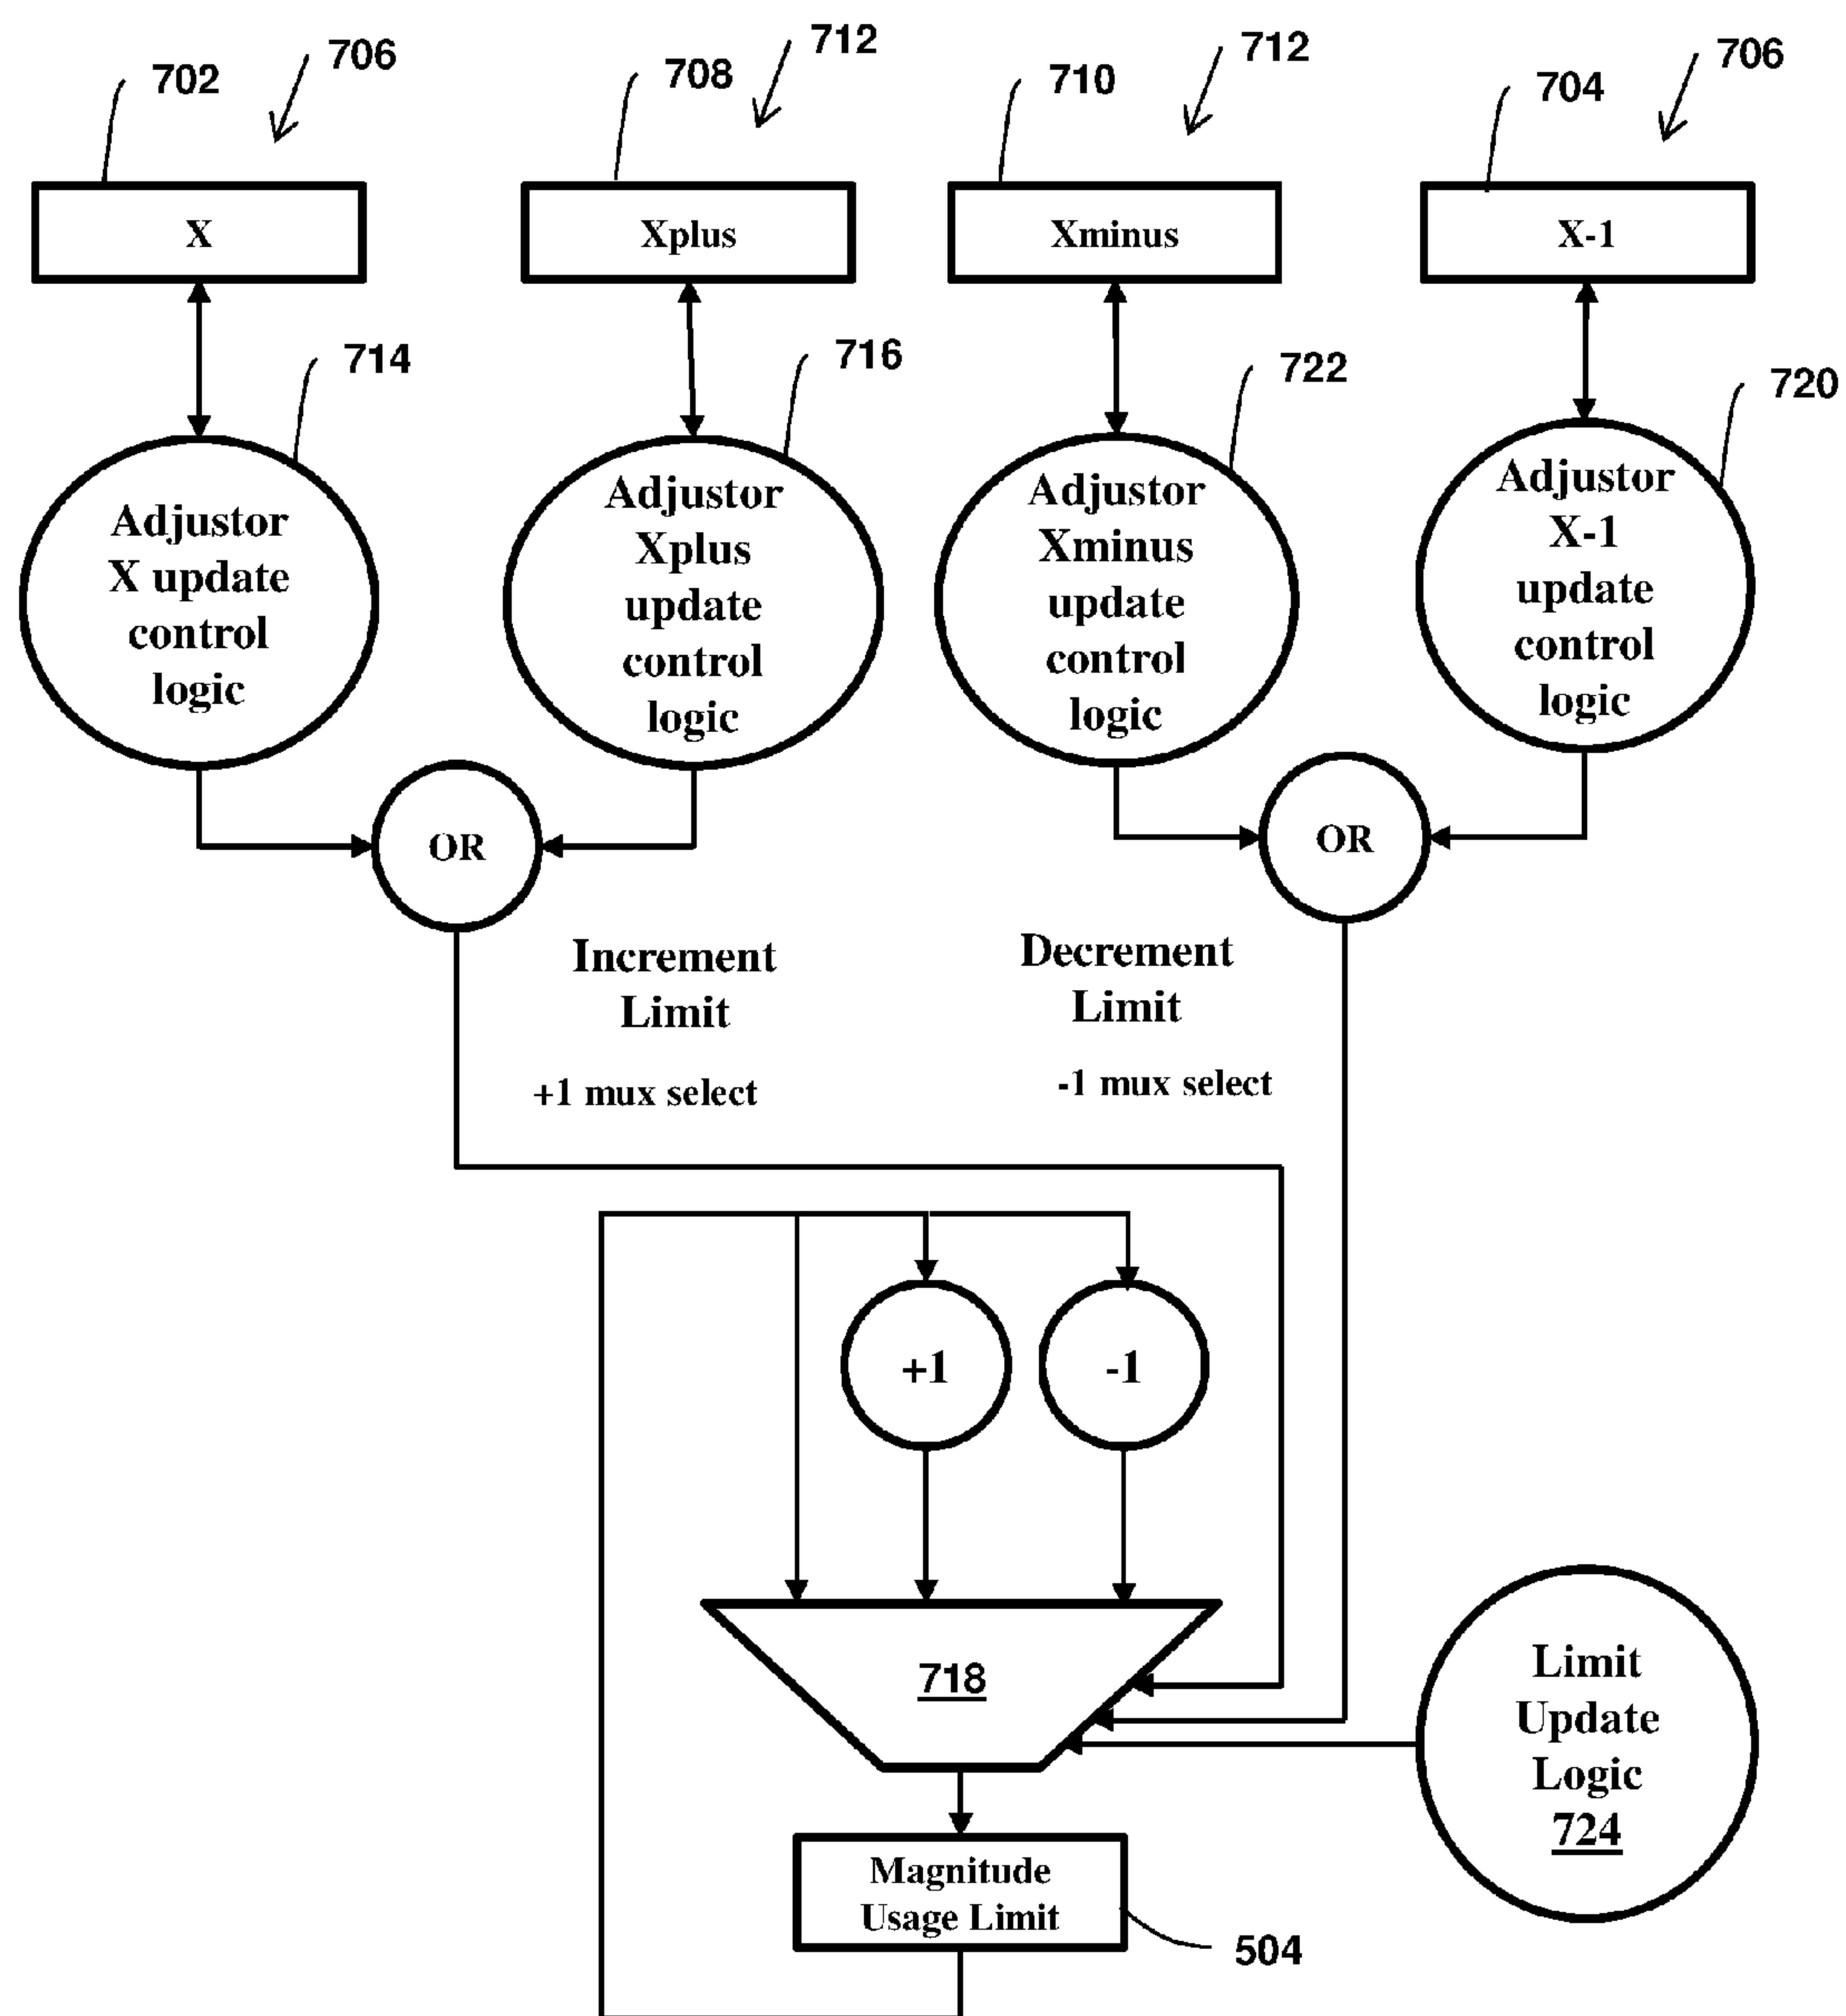 702
706
708
712
710
712
704
706
X
Xplus
Xminus
X-1
714
716
722
720
Adjustor
X update
control
logic
Adjustor
Xplus
update
control
logic
Adjustor
Xminus
update
control
logic
Adjustor
X-1
update
control
logic
OR
OR
Increment
Limit
+1 mux select
Decrement
Limit
-1 mux select
+1
-1
718
Limit
Update
Logic
724
Magnitude
Usage Limit
504